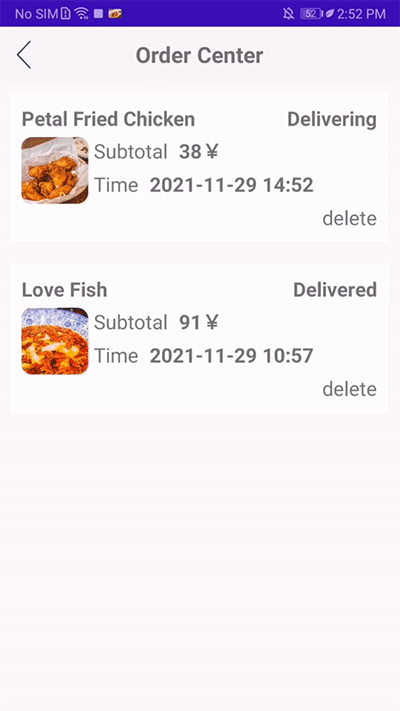 No SIM 52 2:52 PM
Order Center
Petal Fried Chicken Delivering
Subtotal 38￥
Time 2021-11-29 14:52
delete
Love Fish Delivered
Subtotal 91￥
Time 2021-11-29 10:57
delete